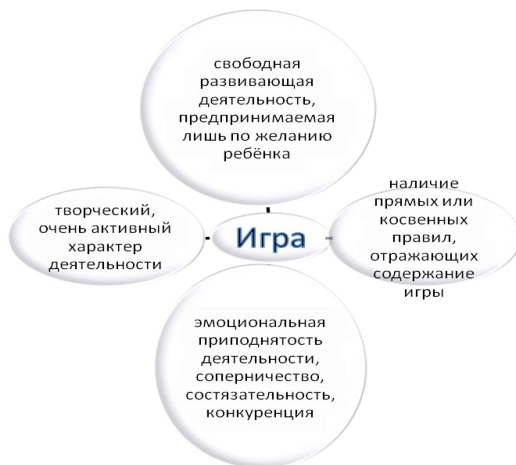 свободная
развивающая
деятельность,
предпринимаемая
лишь по желанию
ребёнка
творческий,
очень активный
характер
деятельности
Игра
наличие
прямых или
косвенных
правил,
отражающих
содержание
игры
эмоциональная
приподнятость
деятельности,
соперничество,
состязательность,
конкуренция